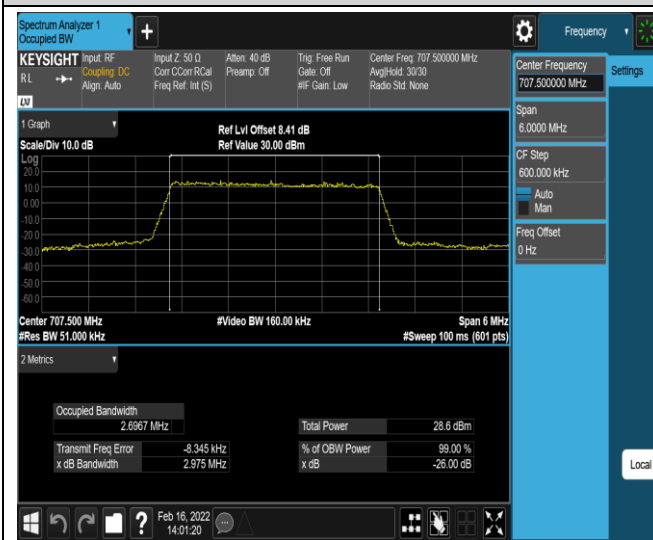 Spectrum Analyzer 1
Occupied BW
+
Frequency
KEYSIGHT
RL
LXI
Input: RF
Coupling: DC
Align: Auto
Input Z: 50 Ω
Corr CCorr RCal
Freq Ref: Int (S)
Atten: 40 dB
Preamp: Off
Trig: Free Run
Gate: Off
#IF Gain: Low
Center Freq: 707.500000 MHz
Avg|Hold: 30/30
Radio Std: None
Center Frequency
707.500000 MHz
Settings
Span
6.0000 MHz
CF Step
600.000 kHz
Auto
Man
Freq Offset
0 Hz
Local
1 Graph
Scale/Div 10.0 dB
Ref Lvl Offset 8.41 dB
Ref Value 30.00 dBm
Log
20.0
10.0
0.00
-10.0
-20.0
-30.0
-40.0
-50.0
-60.0
Center 707.500 MHz
#Res BW 51.000 kHz
#Video BW 160.00 kHz
Span 6 MHz
#Sweep 100 ms (601 pts)
2 Metrics
Occupied Bandwidth
2.6967 MHz
Total Power 28.6 dBm
Transmit Freq Error -8.345 kHz
% of OBW Power 99.00 %
x dB Bandwidth 2.975 MHz
x dB -26.00 dB
?
Feb 16, 2022
14:01:20